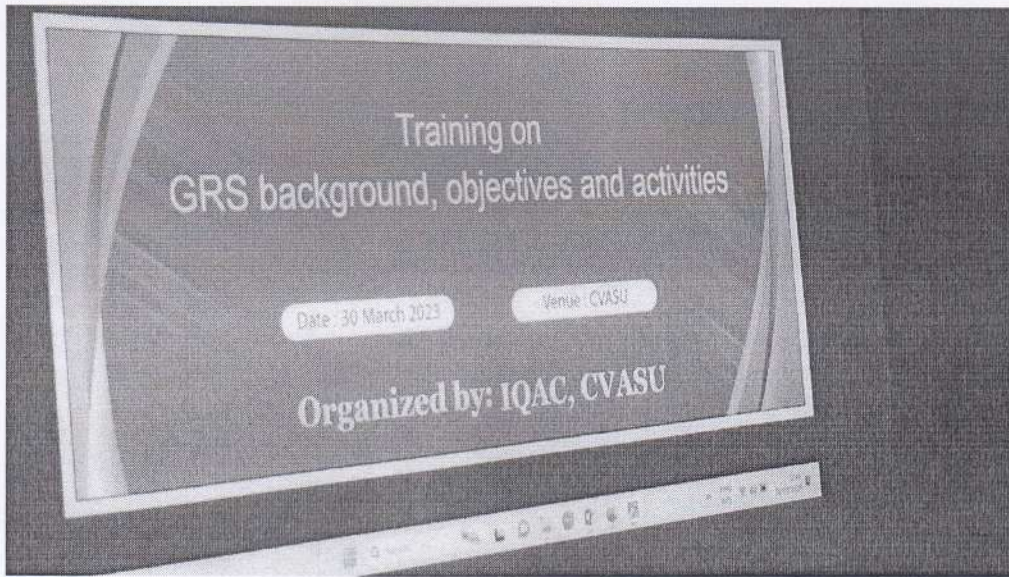 Training on
GRS background, objectives and activities
Date : 30 March 2023
Venue : CVASU
Organized by: IQAC, CVASU